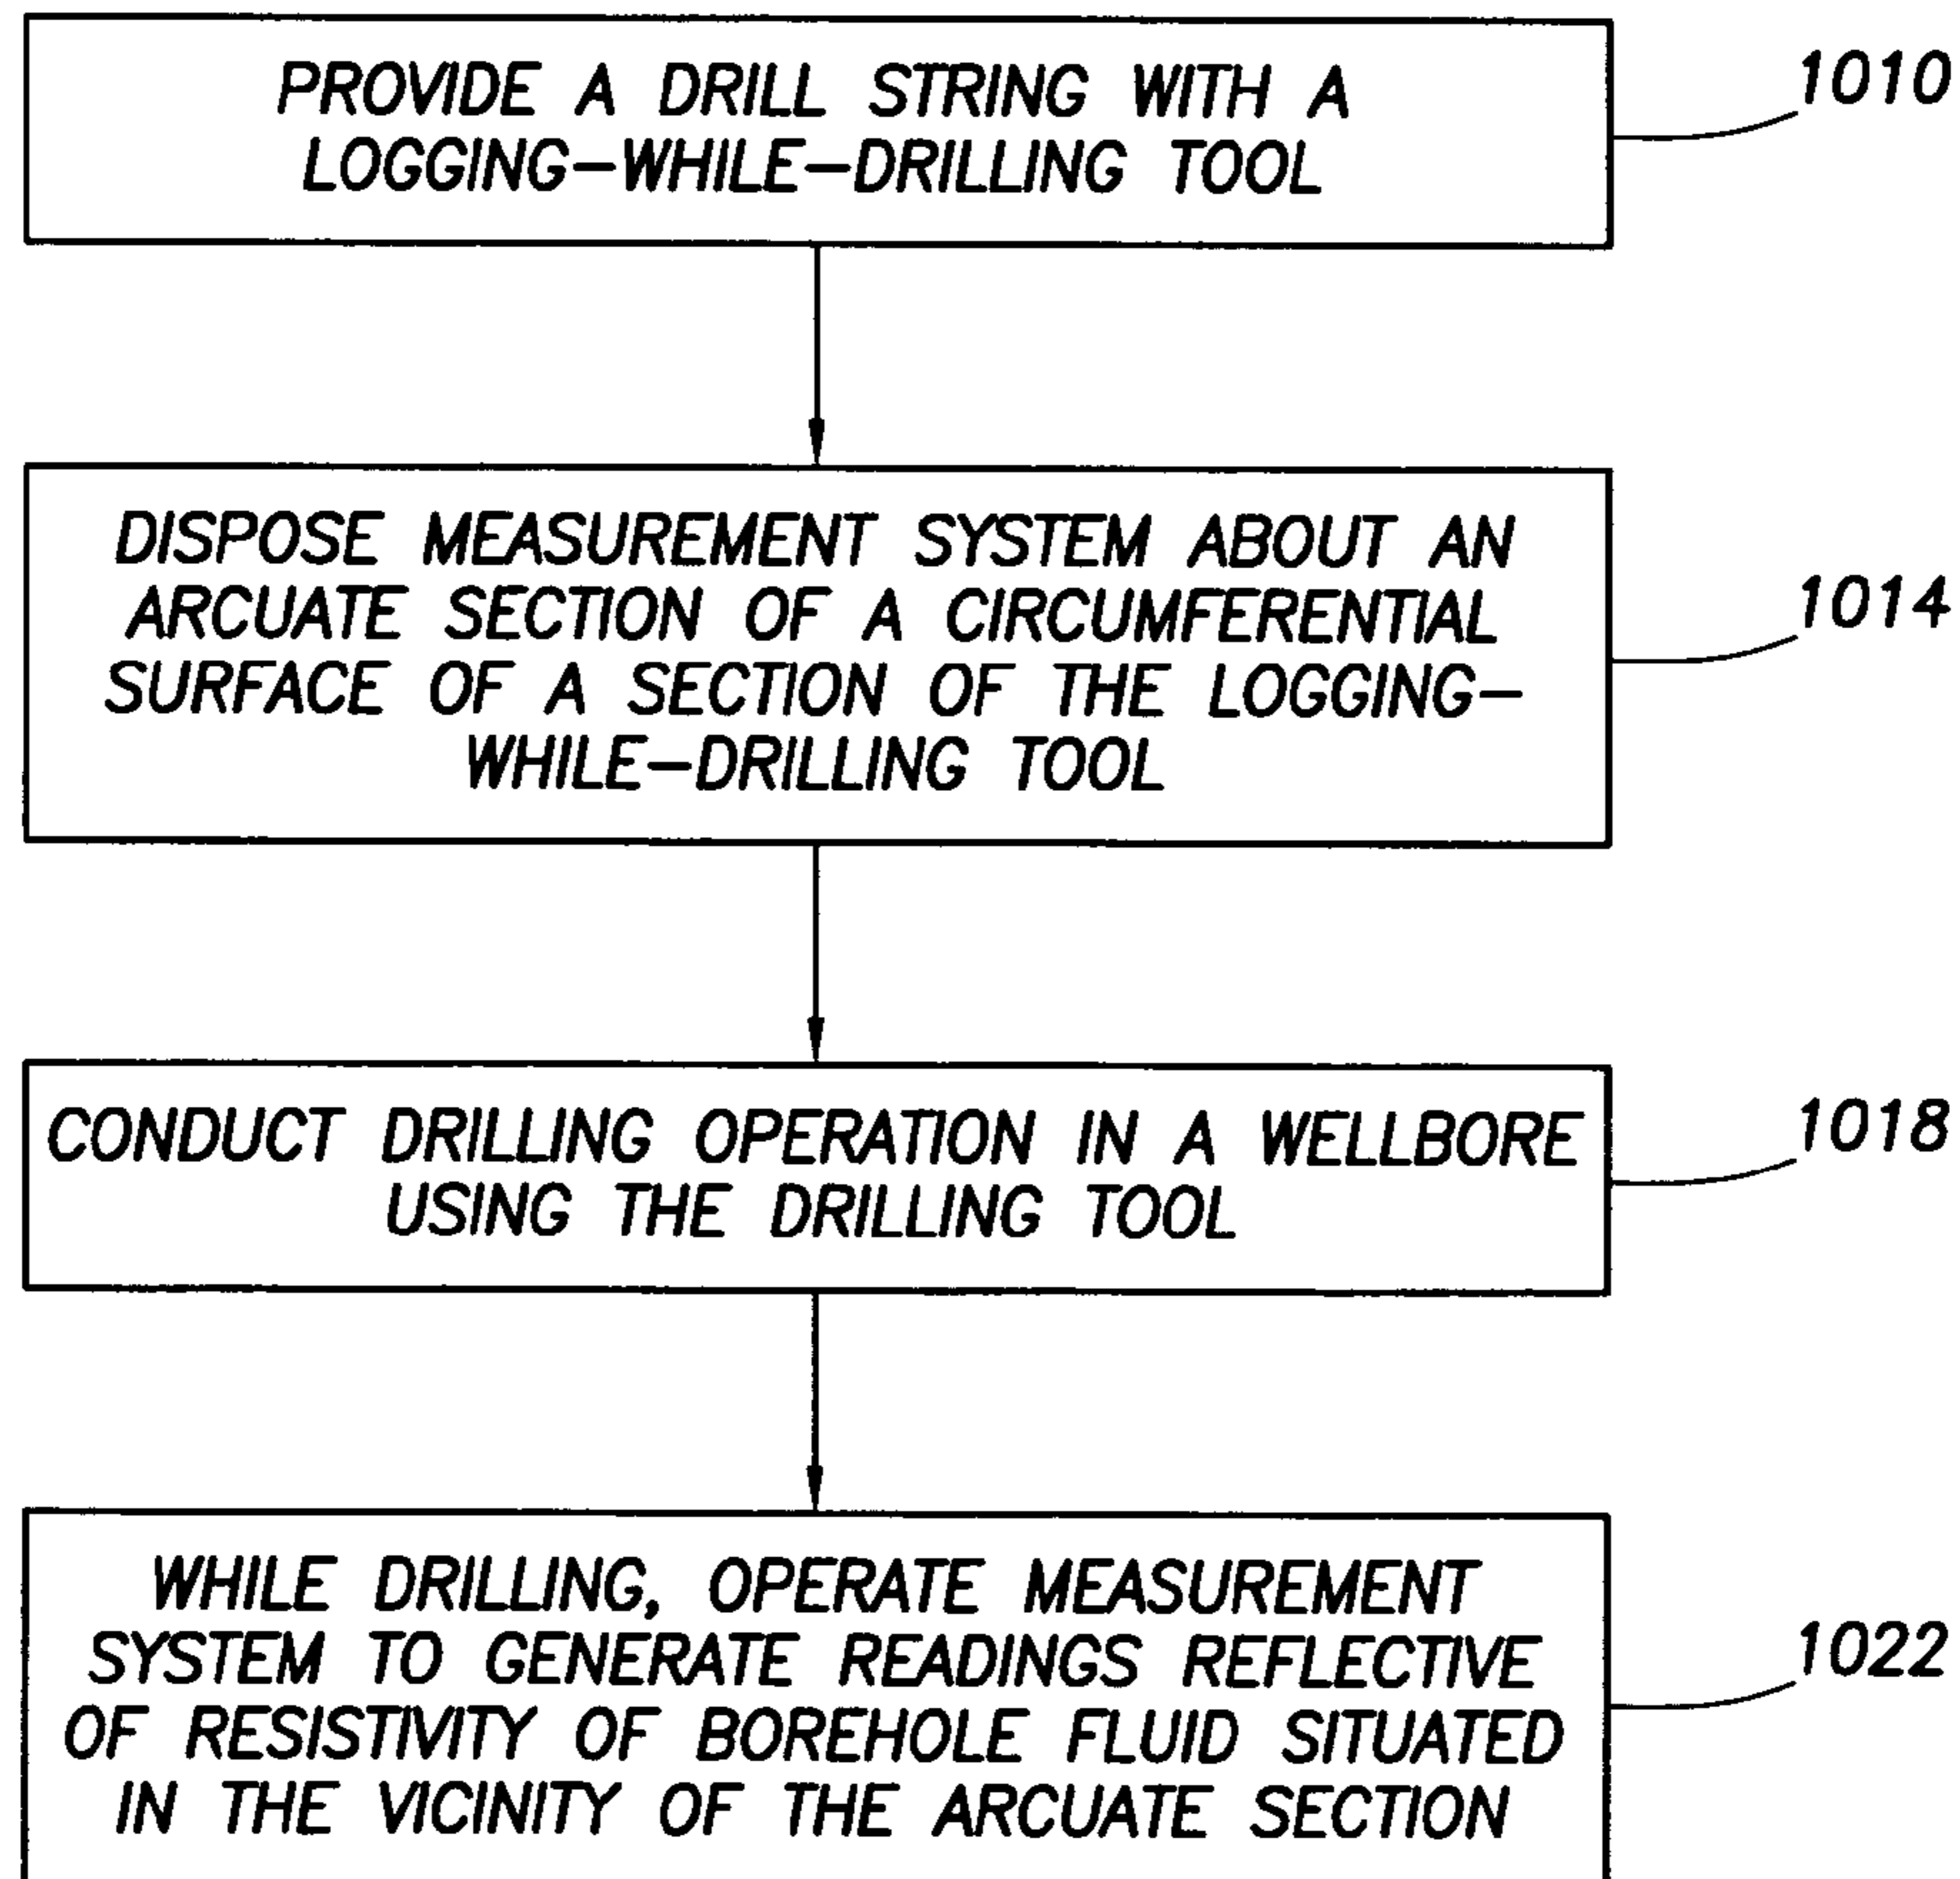 PROVIDE A DRILL STRING WITH A
LOGGING-WHILE-DRILLING TOOL
1010
DISPOSE MEASUREMENT SYSTEM ABOUT AN
ARCUATE SECTION OF A CIRCUMFERENTIAL
SURFACE OF A SECTION OF THE LOGGING-
WHILE-DRILLING TOOL
1014
CONDUCT DRILLING OPERATION IN A WELLBORE
USING THE DRILLING TOOL
1018
WHILE DRILLING, OPERATE MEASUREMENT
SYSTEM TO GENERATE READINGS REFLECTIVE
OF RESISTIVITY OF BOREHOLE FLUID SITUATED
IN THE VICINITY OF THE ARCUATE SECTION
1022